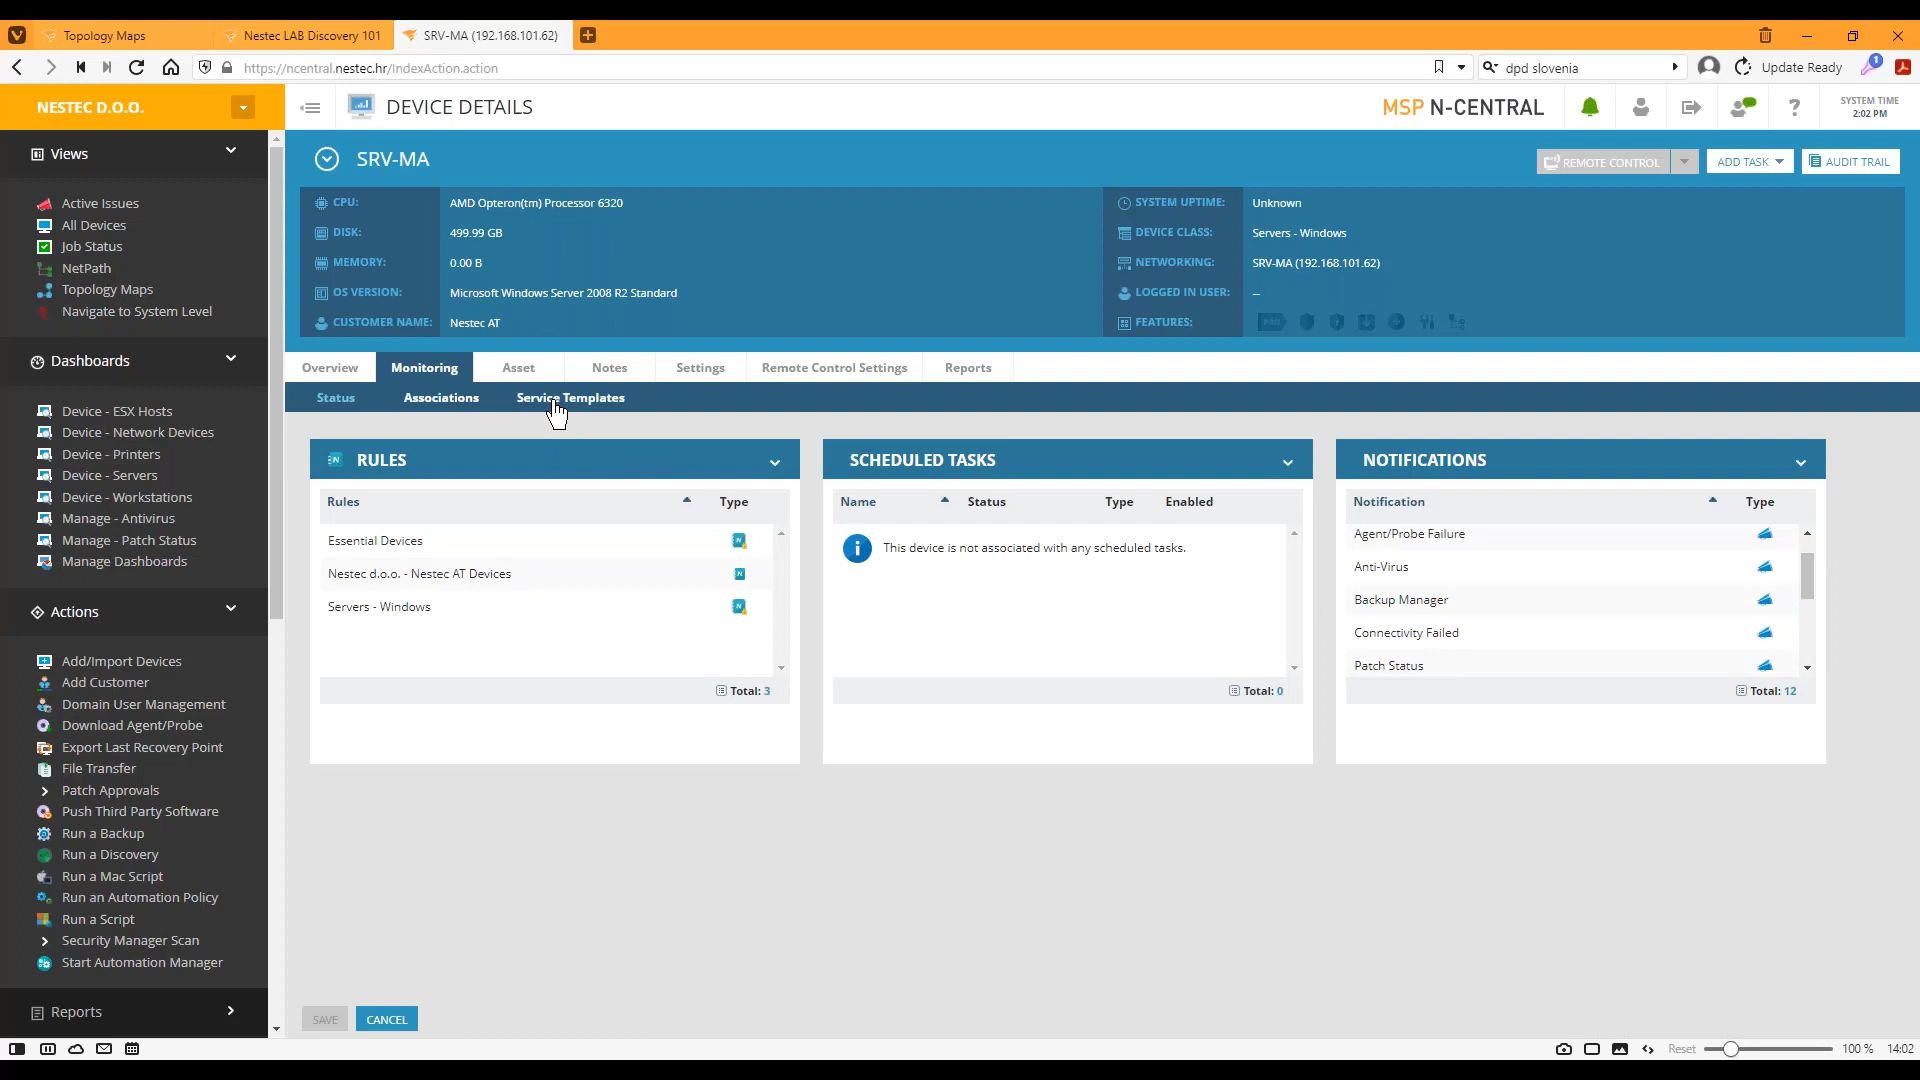 Topology Maps
Nestec LAB Discovery 101
SRV-MA (192.168.101.62)
https://ncentral.nestec.hr/IndexAction.action
dpd slovenia
Update Ready
1
NESTEC D.O.O.
DEVICE DETAILS
MSP N-CENTRAL
SYSTEM TIME
2:02 PM
Views
Active Issues
All Devices
Job Status
NetPath
Topology Maps
Navigate to System Level
Dashboards
Device - ESX Hosts
Device - Network Devices
Device - Printers
Device - Servers
Device - Workstations
Manage - Antivirus
Manage - Patch Status
Manage Dashboards
Actions
Add/Import Devices
Add Customer
Domain User Management
Download Agent/Probe
Export Last Recovery Point
File Transfer
Patch Approvals
Push Third Party Software
Run a Backup
Run a Discovery
Run a Mac Script
Run an Automation Policy
Run a Script
Security Manager Scan
Start Automation Manager
Reports
SRV-MA
REMOTE CONTROL
ADD TASK
AUDIT TRAIL
CPU: AMD Opteron(tm) Processor 6320
DISK: 499.99 GB
MEMORY: 0.00 B
OS VERSION: Microsoft Windows Server 2008 R2 Standard
CUSTOMER NAME: Nestec AT
SYSTEM UPTIME: Unknown
DEVICE CLASS: Servers - Windows
NETWORKING: SRV-MA (192.168.101.62)
LOGGED IN USER: --
FEATURES:
Overview
Monitoring
Asset
Notes
Settings
Remote Control Settings
Reports
Status
Associations
Service Templates
RULES
Rules Type
Essential Devices
Nestec d.o.o. - Nestec AT Devices
Servers - Windows
Total: 3
SCHEDULED TASKS
Name Status Type Enabled
This device is not associated with any scheduled tasks.
Total: 0
NOTIFICATIONS
Notification Type
Agent/Probe Failure
Anti-Virus
Backup Manager
Connectivity Failed
Patch Status
Total: 12
SAVE
CANCEL
Reset
100 %
14:02